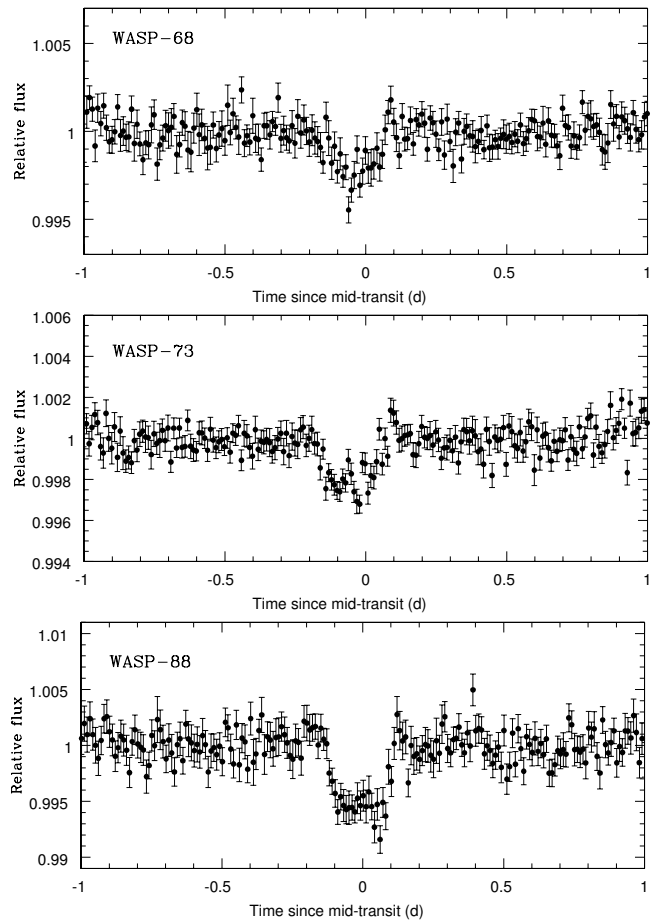 1.005
WASP-68
Relative flux
1
0.995
-1 -0.5 0 0.5 1
Time since mid-transit (d)
1.006
1.004
WASP-73
1.002
Relative flux
1
0.998
0.996
0.994
-1 -0.5 0 0.5 1
Time since mid-transit (d)
1.01
WASP-88
1.005
Relative flux
1
0.995
0.99
-1 -0.5 0 0.5 1
Time since mid-transit (d)